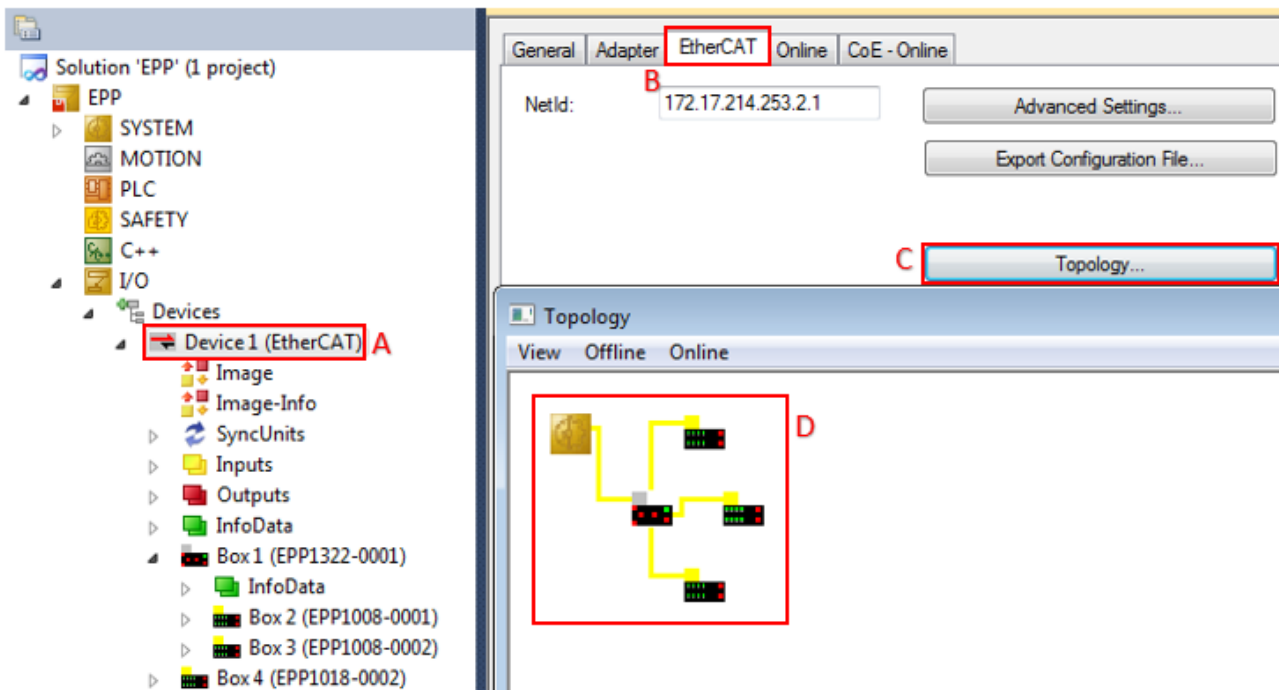 Solution 'EPP' (1 project)
EPP
SYSTEM
MOTION
PLC
SAFETY
C++
I/O
Devices
Device 1 (EtherCAT) A
Image
Image-Info
SyncUnits
Inputs
Outputs
InfoData
Box 1 (EPP1322-0001)
InfoData
Box 2 (EPP1008-0001)
Box 3 (EPP1008-0002)
Box 4 (EPP1018-0002)
General Adapter EtherCAT Online CoE - Online
B
NetId: 172.17.214.253.2.1 Advanced Settings...
Export Configuration File...
C Topology...
Topology
View Offline Online
D